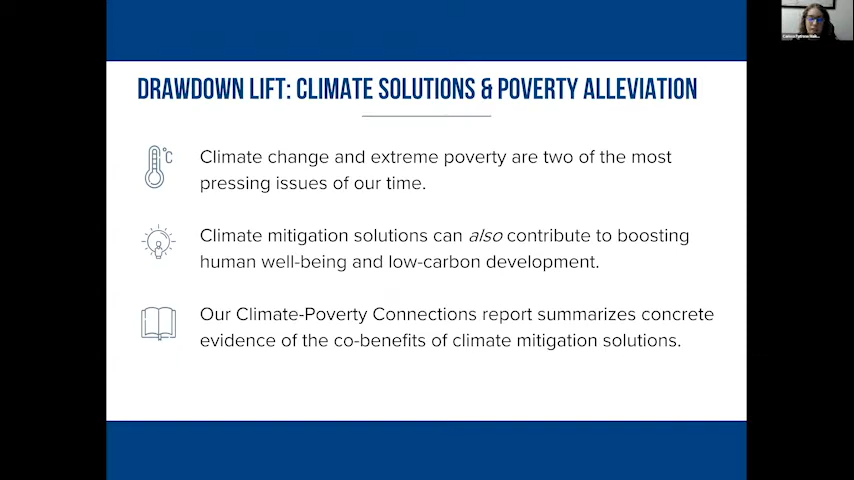 DRAWDOWN LIFT: CLIMATE SOLUTIONS & POVERTY ALLEVIATION
°C
Climate change and extreme poverty are two of the most
pressing issues of our time.
Climate mitigation solutions can also contribute to boosting
human well-being and low-carbon development.
Our Climate-Poverty Connections report summarizes concrete
evidence of the co-benefits of climate mitigation solutions.